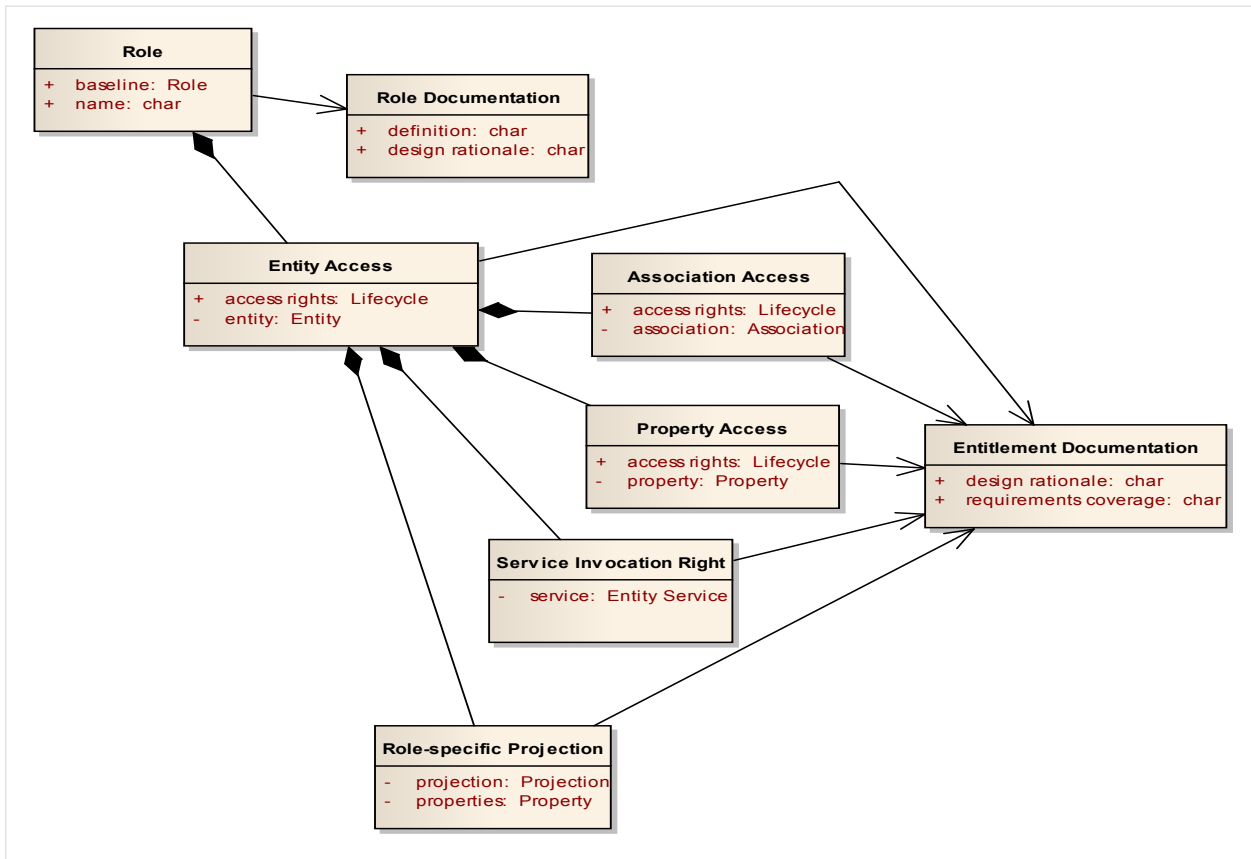 Role
+ baseline: Role
+ name: char
Role Documentation
+ definition: char
+ design rationale: char
Entity Access
+ access rights: Lifecycle
- entity: Entity
Association Access
+ access rights: Lifecycle
- association: Association
Property Access
+ access rights: Lifecycle
- property: Property
Entitlement Documentation
+ design rationale: char
+ requirements coverage: char
Service Invocation Right
- service: Entity Service
Role-specific Projection
- projection: Projection
- properties: Property